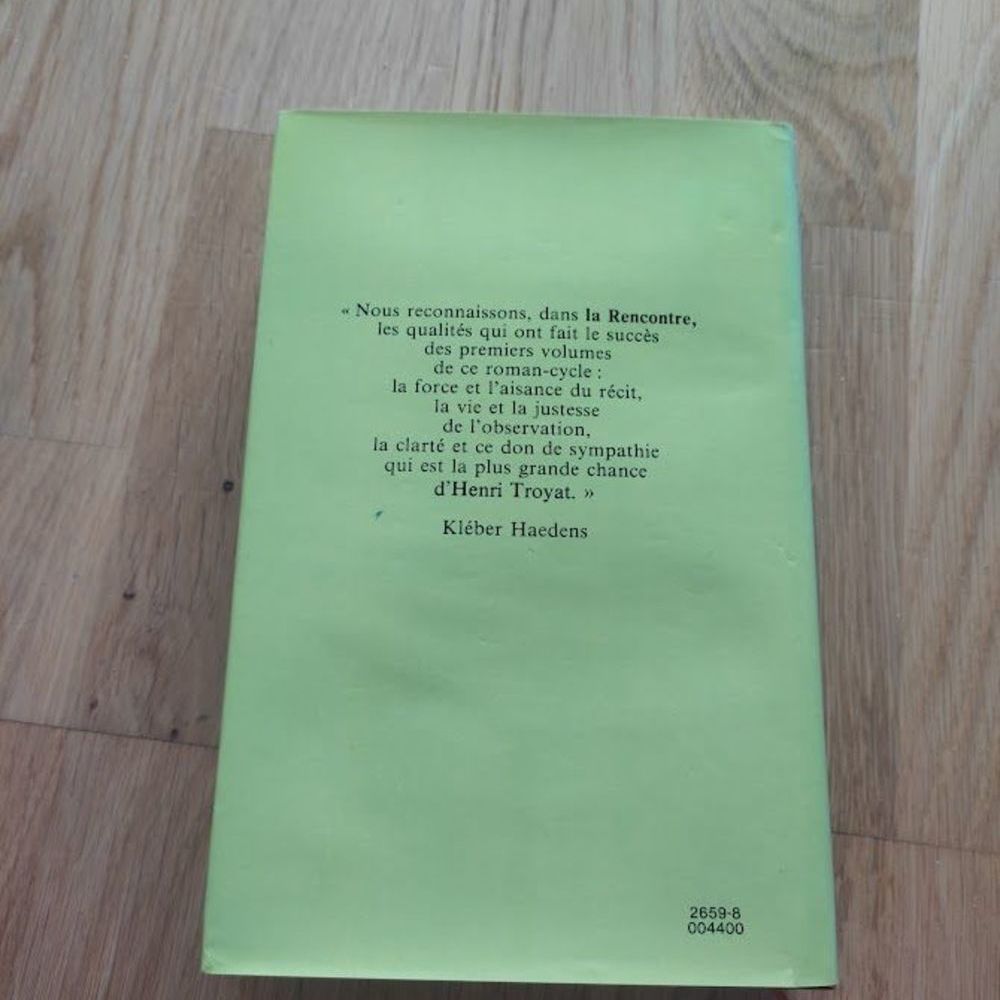 « Nous reconnaissons, dans la Rencontre,
les qualités qui ont fait le succès
des premiers volumes
de ce roman-cycle :
la force et l'aisance du récit,
la vie et la justesse
de l'observation,
la clarté et ce don de sympathie
qui est la plus grande chance
d'Henri Troyat. »
Kléber Haedens
2659-8
004400